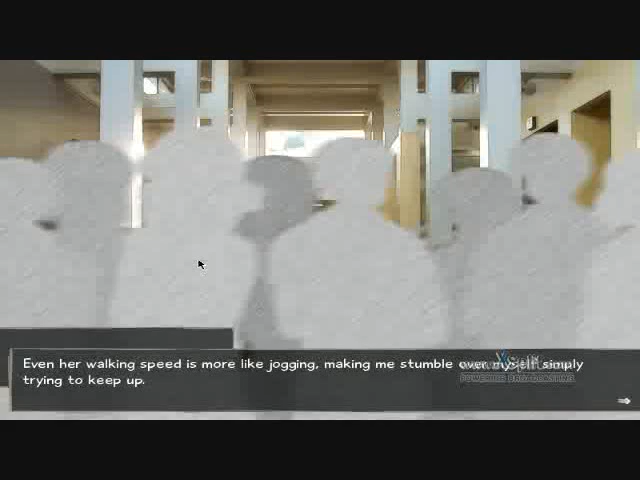 Even her walking speed is more like jogging, making me stumble over myself simply
trying to keep up.